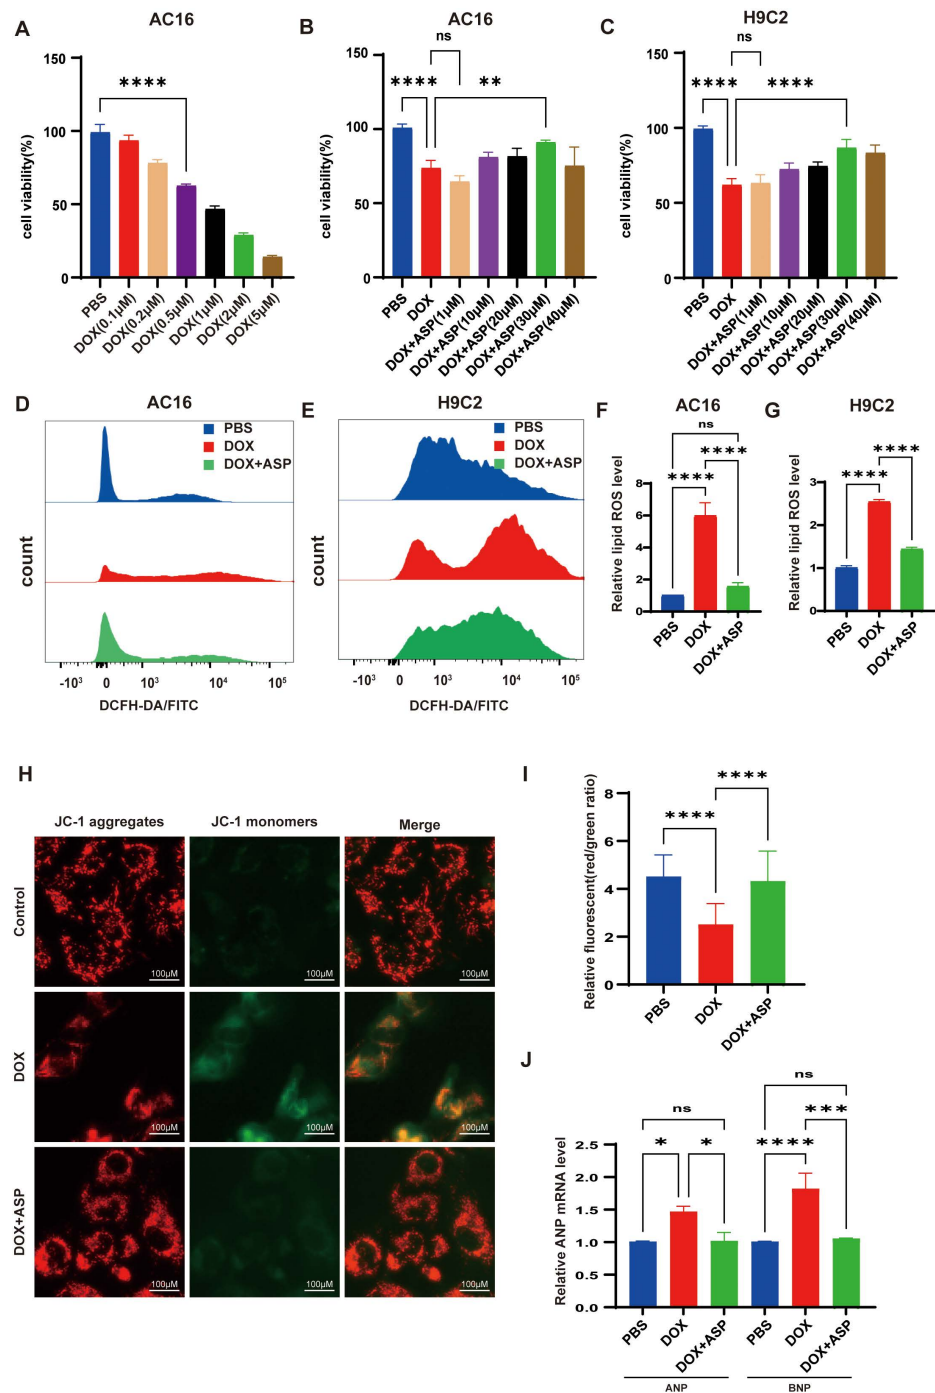 A
AC16
cell viability(%)
150
100
50
0
****
PBS
DOX(0.1μM)
DOX(0.2μM)
DOX(0.5μM)
DOX(1μM)
DOX(2μM)
DOX(5μM)
B
AC16
cell viability(%)
150
100
50
0
ns
****
**
PBS
DOX
DOX+ASP(1μM)
DOX+ASP(10μM)
DOX+ASP(20μM)
DOX+ASP(30μM)
DOX+ASP(40μM)
C
H9C2
cell viability(%)
150
100
50
0
ns
****
****
PBS
DOX
DOX+ASP(1μM)
DOX+ASP(10μM)
DOX+ASP(20μM)
DOX+ASP(30μM)
DOX+ASP(40μM)
D
AC16
PBS
DOX
DOX+ASP
count
-10³ 0 10³ 10⁴ 10⁵
DCFH-DA/FITC
E
H9C2
PBS
DOX
DOX+ASP
count
-10³ 0 10³ 10⁴ 10⁵
DCFH-DA/FITC
F
AC16
Relative lipid ROS level
8
6
4
2
0
ns
****
****
PBS
DOX
DOX+ASP
G
H9C2
Relative lipid ROS level
3
2
1
0
****
****
PBS
DOX
DOX+ASP
H
JC-1 aggregates JC-1 monomers Merge
Control
100μM 100μM 100μM
DOX
100μM 100μM 100μM
DOX+ASP
100μM 100μM 100μM
I
Relative fluorescent(red/green ratio)
8
6
4
2
0
****
****
PBS
DOX
DOX+ASP
J
Relative ANP mRNA level
2.5
2.0
1.5
1.0
0.5
0.0
ns
*
*
ns
****
***
PBS
DOX
DOX+ASP
PBS
DOX
DOX+ASP
ANP BNP